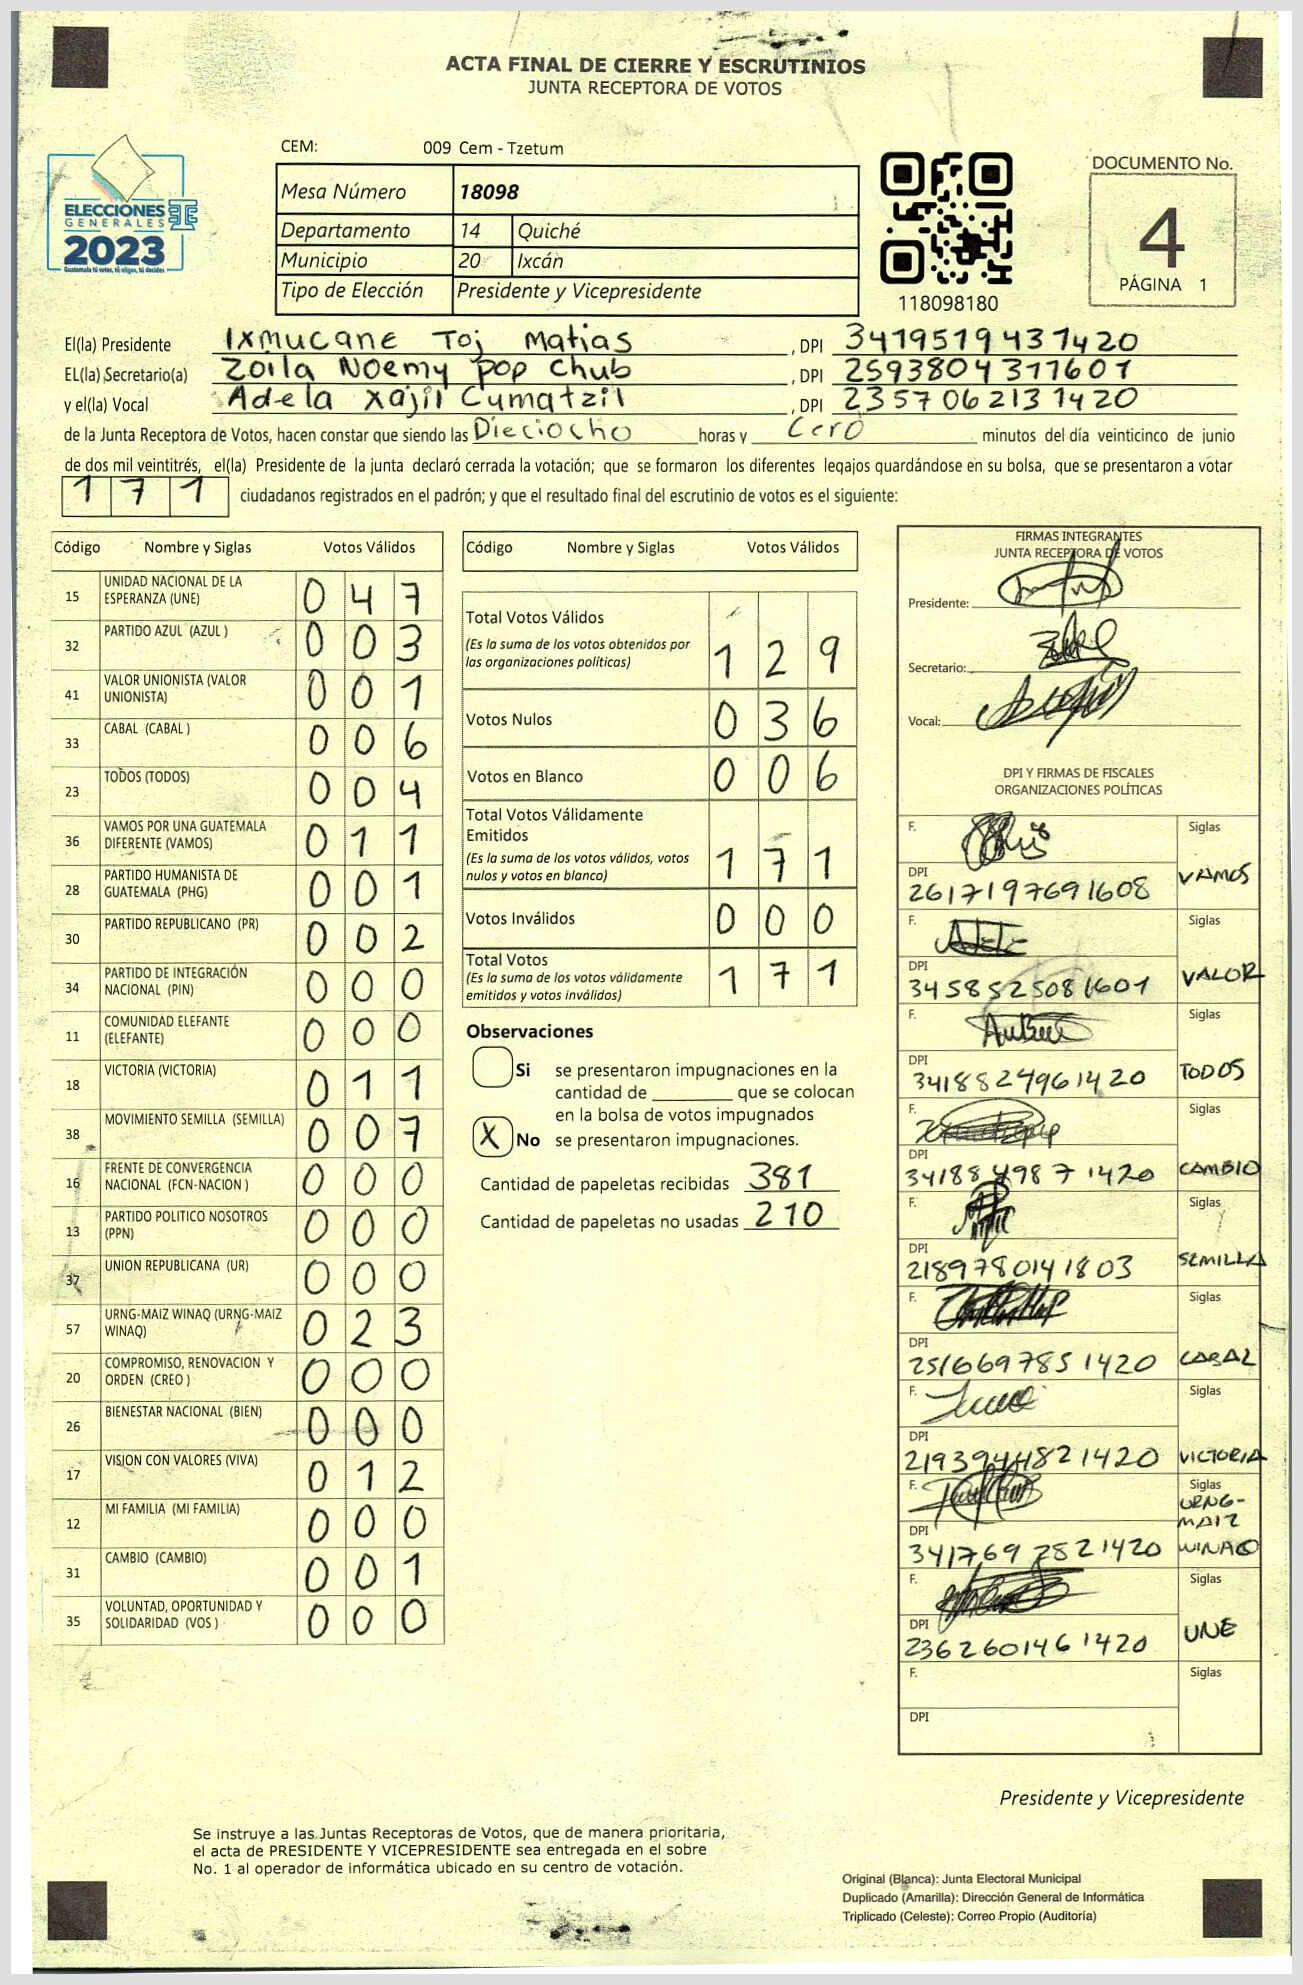 ACTA FINAL DE CIERRE Y ESCRUTINIOS
JUNTA RECEPTORA DE VOTOS
ELECCIONES
GENERALES
2023
Guatemala tú votas, tú eliges, tú decides
CEM: 009 Cem - Tzetum
Mesa Número 18098
Departamento 14 Quiché
Municipio 20 Ixcán
Tipo de Elección Presidente y Vicepresidente
118098180
DOCUMENTO No.
4
PÁGINA 1
El(la) Presidente Ixmucane Toj Matias , DPI 3419519431420
EL(la) Secretario(a) Zoila Noemy pop Chub , DPI 2593804311601
y el(la) Vocal Adela Xajil Cumatzil , DPI 2357062131420
de la Junta Receptora de Votos, hacen constar que siendo las Dieciocho horas y Cero minutos del día veinticinco de junio
de dos mil veintitrés, el(la) Presidente de la junta declaró cerrada la votación; que se formaron los diferentes legajos quardándose en su bolsa, que se presentaron a votar
171 ciudadanos registrados en el padrón; y que el resultado final del escrutinio de votos es el siguiente:
Código Nombre y Siglas Votos Válidos
15 UNIDAD NACIONAL DE LA ESPERANZA (UNE) 0 4 7
32 PARTIDO AZUL (AZUL ) 0 0 3
41 VALOR UNIONISTA (VALOR UNIONISTA) 0 0 1
33 CABAL (CABAL ) 0 0 6
23 TODOS (TODOS) 0 0 4
36 VAMOS POR UNA GUATEMALA DIFERENTE (VAMOS) 0 1 1
28 PARTIDO HUMANISTA DE GUATEMALA (PHG) 0 0 1
30 PARTIDO REPUBLICANO (PR) 0 0 2
34 PARTIDO DE INTEGRACIÓN NACIONAL (PIN) 0 0 0
11 COMUNIDAD ELEFANTE (ELEFANTE) 0 0 0
18 VICTORIA (VICTORIA) 0 1 1
38 MOVIMIENTO SEMILLA (SEMILLA) 0 0 7
16 FRENTE DE CONVERGENCIA NACIONAL (FCN-NACION ) 0 0 0
13 PARTIDO POLITICO NOSOTROS (PPN) 0 0 0
37 UNION REPUBLICANA (UR) 0 0 0
57 URNG-MAIZ WINAQ (URNG-MAIZ WINAQ) 0 2 3
20 COMPROMISO, RENOVACION Y ORDEN (CREO ) 0 0 0
26 BIENESTAR NACIONAL (BIEN) 0 0 0
17 VISION CON VALORES (VIVA) 0 1 2
12 MI FAMILIA (MI FAMILIA) 0 0 0
31 CAMBIO (CAMBIO) 0 0 1
35 VOLUNTAD, OPORTUNIDAD Y SOLIDARIDAD (VOS ) 0 0 0
Código Nombre y Siglas Votos Válidos
Total Votos Válidos
(Es la suma de los votos obtenidos por
las organizaciones políticas) 1 2 9
Votos Nulos 0 3 6
Votos en Blanco 0 0 6
Total Votos Válidamente
Emitidos
(Es la suma de los votos válidos, votos
nulos y votos en blanco) 1 7 1
Votos Inválidos 0 0 0
Total Votos
(Es la suma de los votos válidamente
emitidos y votos inválidos) 1 7 1
Observaciones
Si se presentaron impugnaciones en la
cantidad de ________ que se colocan
en la bolsa de votos impugnados
X No se presentaron impugnaciones.
Cantidad de papeletas recibidas 381
Cantidad de papeletas no usadas 210
FIRMAS INTEGRANTES
JUNTA RECEPTORA DE VOTOS
Presidente:
Secretario:
Vocal:
DPI Y FIRMAS DE FISCALES
ORGANIZACIONES POLÍTICAS
F. Siglas
DPI
2617197691608 VAMOS
F. Siglas
DPI
3458525081601 VALOR
F. Siglas
DPI
3418824961420 TODOS
F. Siglas
DPI
3418849871420 CAMBIO
F. Siglas
DPI
2189780141803 SEMILLA
F. Siglas
DPI
2516697851420 CABAL
F. Siglas
DPI
2193944821420 VICTORIA
F. Siglas
URNG-
MAIZ
DPI
3417692821420 WINAQ
F. Siglas
DPI
2362601461420 UNE
F. Siglas
DPI
Presidente y Vicepresidente
Se instruye a las Juntas Receptoras de Votos, que de manera prioritaria,
el acta de PRESIDENTE Y VICEPRESIDENTE sea entregada en el sobre
No. 1 al operador de informática ubicado en su centro de votación.
Original (Blanca): Junta Electoral Municipal
Duplicado (Amarilla): Dirección General de Informática
Triplicado (Celeste): Correo Propio (Auditoría)